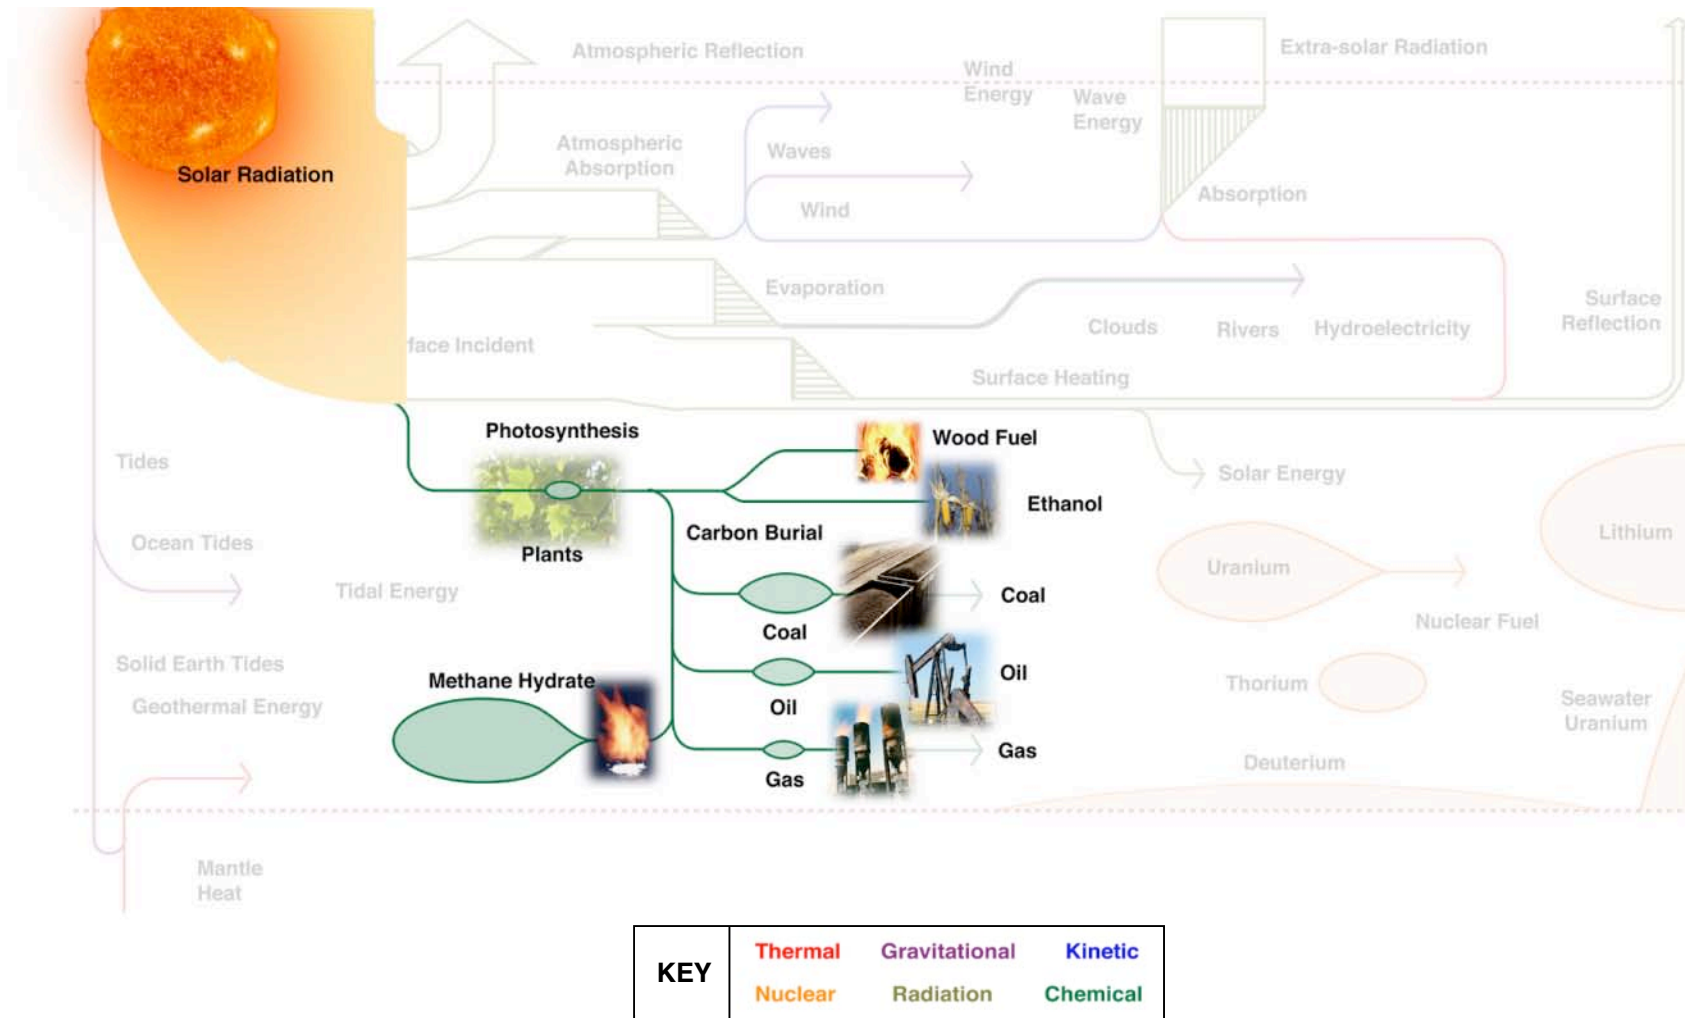 Atmospheric Reflection
Extra-solar Radiation
Wind
Energy
Wave
Energy
Atmospheric
Absorption
Waves
Solar Radiation
Absorption
Wind
Evaporation
Surface
Reflection
Clouds
Rivers
Hydroelectricity
face Incident
Surface Heating
Photosynthesis
Wood Fuel
Tides
Solar Energy
Ethanol
Carbon Burial
Lithium
Ocean Tides
Plants
Uranium
Tidal Energy
Coal
Coal
Nuclear Fuel
Solid Earth Tides
Methane Hydrate
Oil
Thorium
Geothermal Energy
Oil
Seawater
Uranium
Gas
Deuterium
Gas
Mantle
Heat
KEY
Thermal Gravitational Kinetic
Nuclear Radiation Chemical